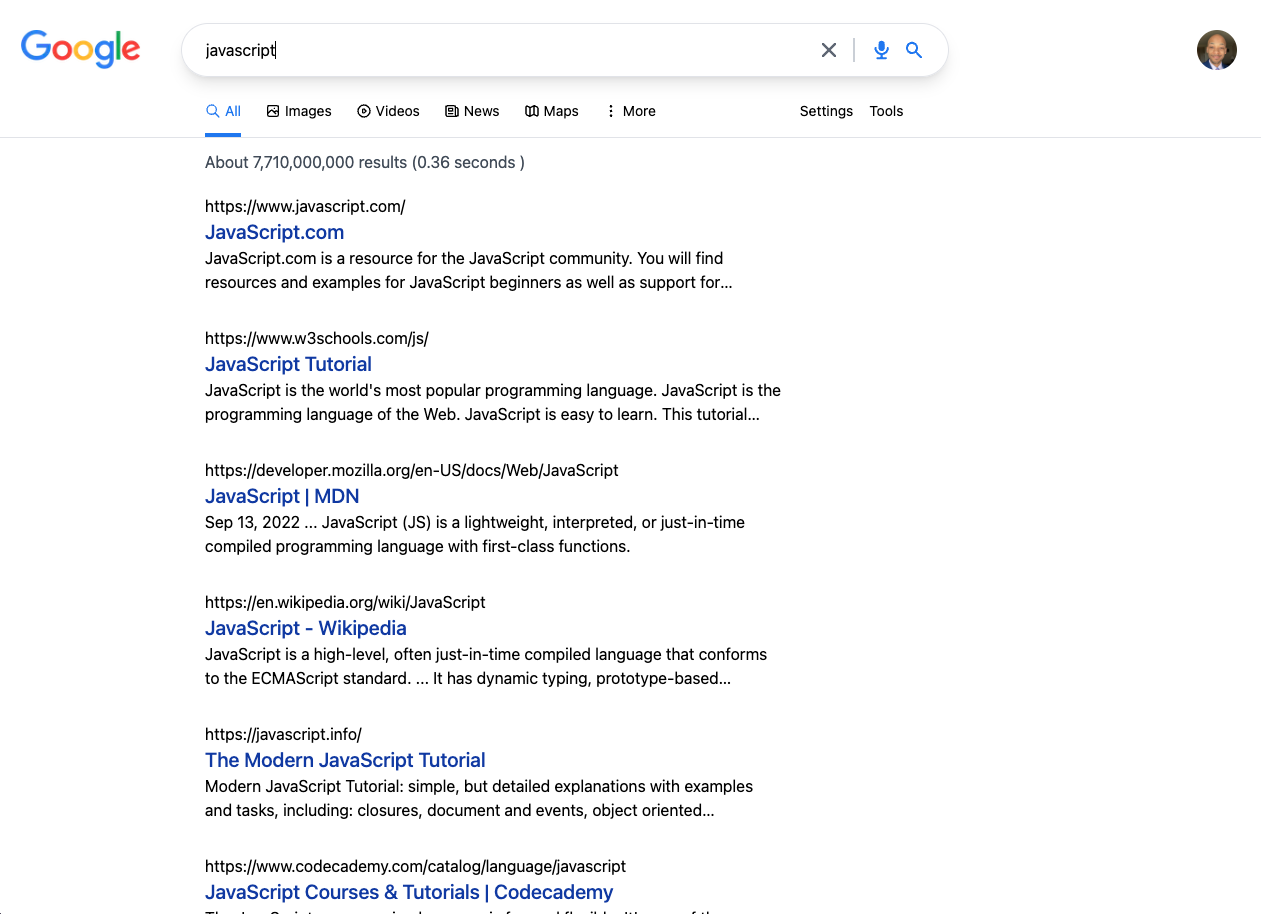 Google
javascript
All Images Videos News Maps More Settings Tools
About 7,710,000,000 results (0.36 seconds )
https://www.javascript.com/
JavaScript.com
JavaScript.com is a resource for the JavaScript community. You will find
resources and examples for JavaScript beginners as well as support for...
https://www.w3schools.com/js/
JavaScript Tutorial
JavaScript is the world's most popular programming language. JavaScript is the
programming language of the Web. JavaScript is easy to learn. This tutorial...
https://developer.mozilla.org/en-US/docs/Web/JavaScript
JavaScript | MDN
Sep 13, 2022 ... JavaScript (JS) is a lightweight, interpreted, or just-in-time
compiled programming language with first-class functions.
https://en.wikipedia.org/wiki/JavaScript
JavaScript - Wikipedia
JavaScript is a high-level, often just-in-time compiled language that conforms
to the ECMAScript standard. ... It has dynamic typing, prototype-based...
https://javascript.info/
The Modern JavaScript Tutorial
Modern JavaScript Tutorial: simple, but detailed explanations with examples
and tasks, including: closures, document and events, object oriented...
https://www.codecademy.com/catalog/language/javascript
JavaScript Courses & Tutorials | Codecademy